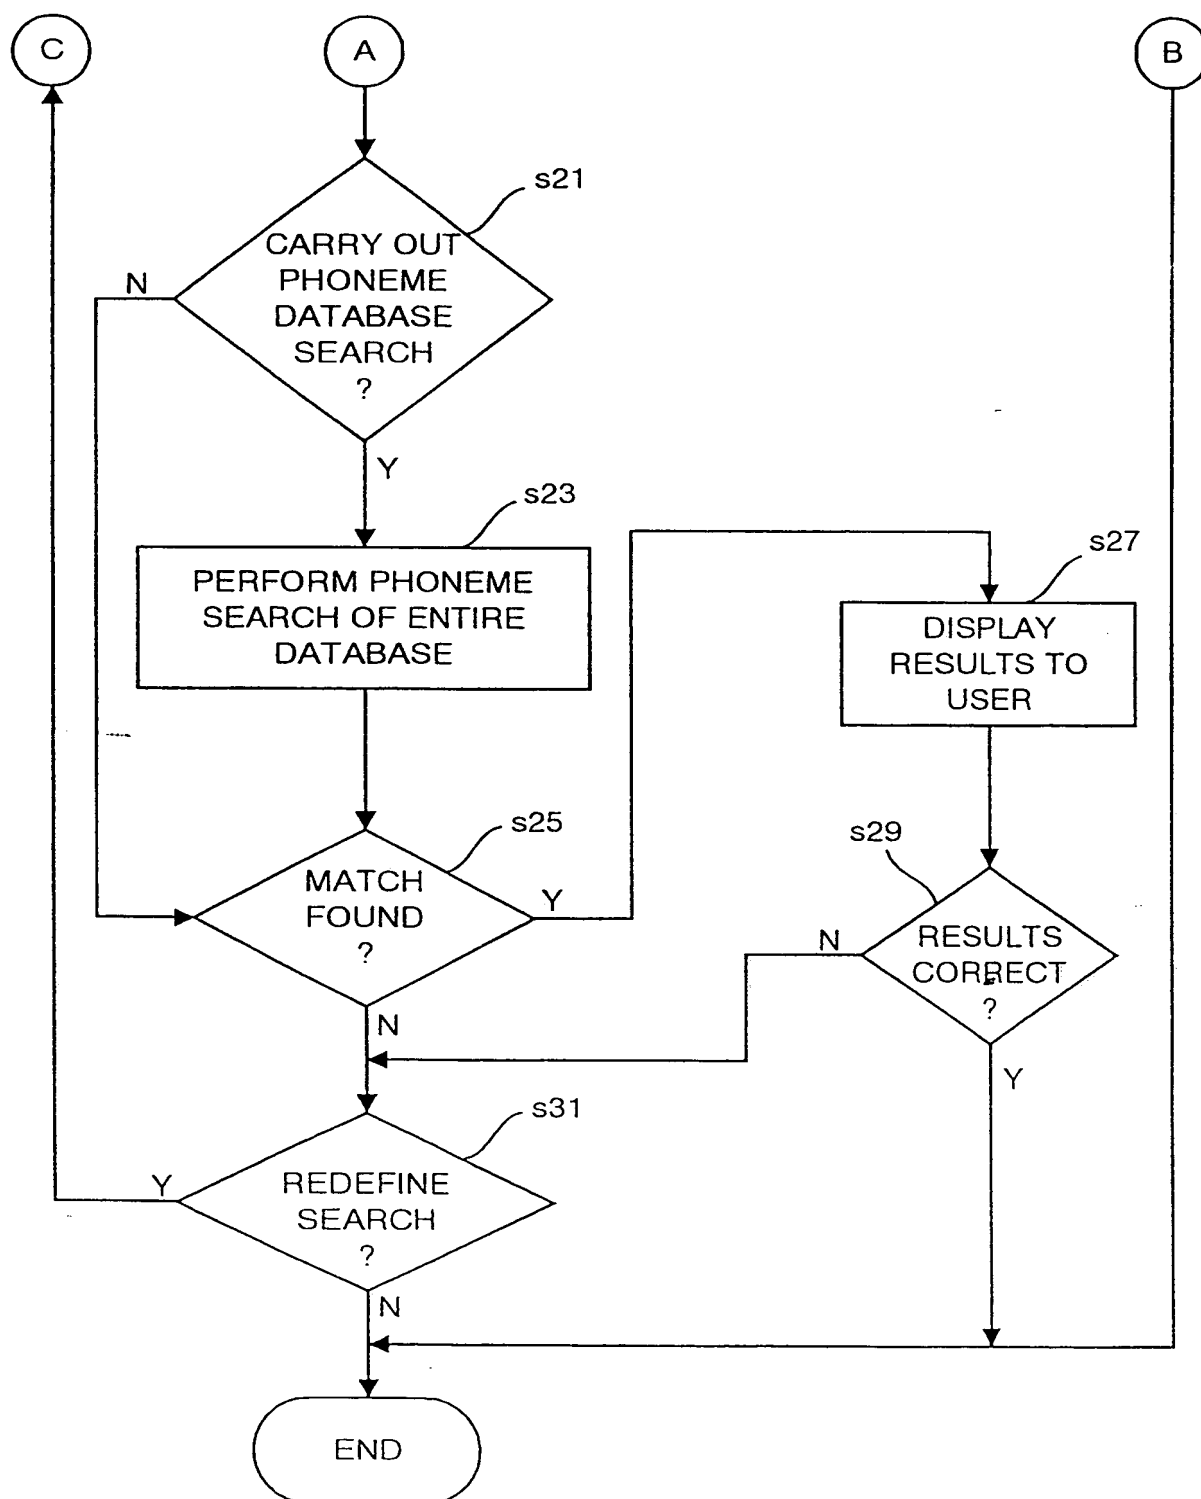 C
A
B
s21
CARRY OUT
PHONEME
DATABASE
SEARCH
?
N
Y
s23
PERFORM PHONEME
SEARCH OF ENTIRE
DATABASE
s27
DISPLAY
RESULTS TO
USER
s25
MATCH
FOUND
?
Y
N
s29
RESULTS
CORRECT
?
N
Y
s31
REDEFINE
SEARCH
?
Y
N
END